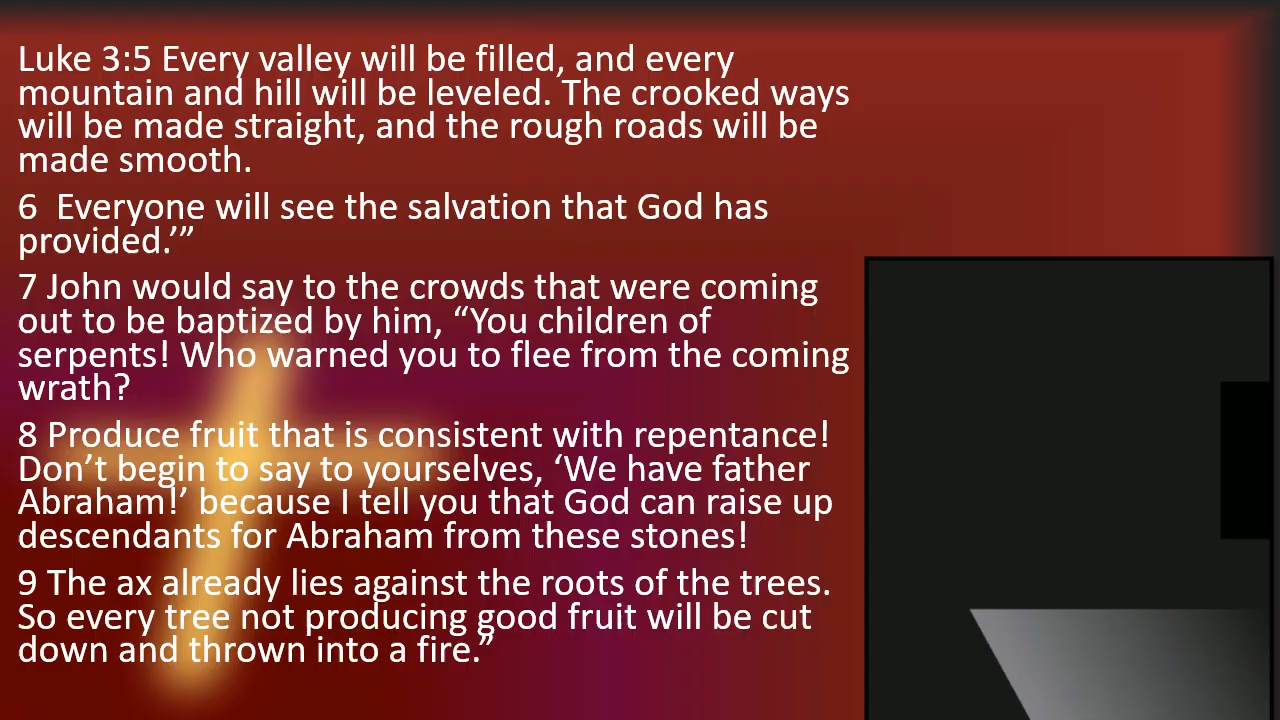 Luke 3:5 Every valley will be filled, and every
mountain and hill will be leveled. The crooked ways
will be made straight, and the rough roads will be
made smooth.
6  Everyone will see the salvation that God has
provided.’”
7 John would say to the crowds that were coming
out to be baptized by him, “You children of
serpents! Who warned you to flee from the coming
wrath?
8 Produce fruit that is consistent with repentance!
Don’t begin to say to yourselves, ‘We have father
Abraham!’ because I tell you that God can raise up
descendants for Abraham from these stones!
9 The ax already lies against the roots of the trees.
So every tree not producing good fruit will be cut
down and thrown into a fire.”